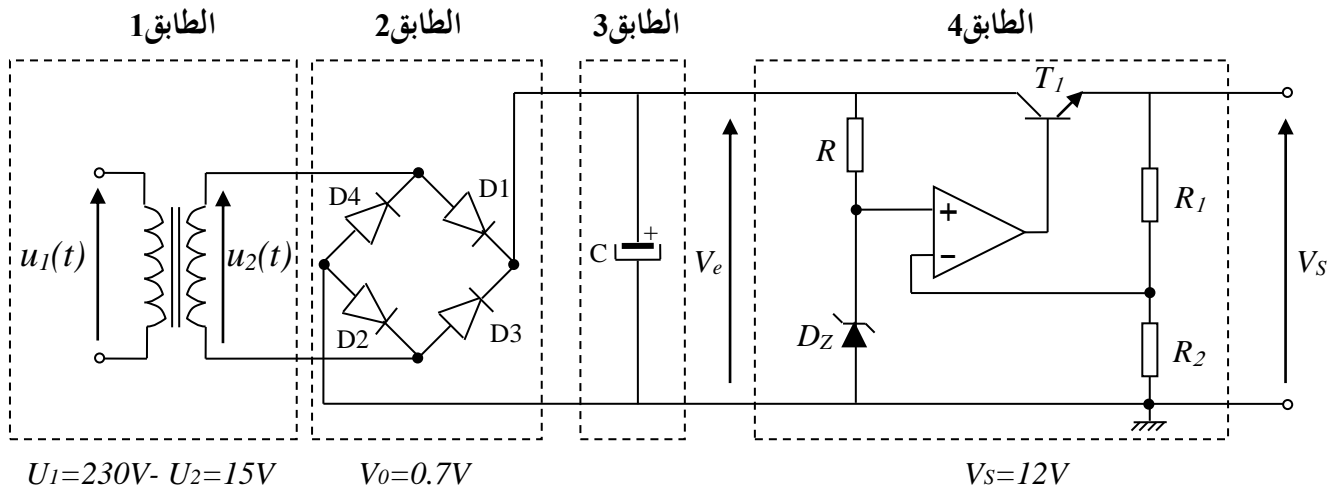 الطابق1 الطابق2 الطابق3 الطابق4
T1
D4 D1
R
R1
+
u1(t) u2(t)
+
C
Ve
−
VS
D2 D3
DZ
R2
U1=230V- U2=15V V0=0.7V VS=12V